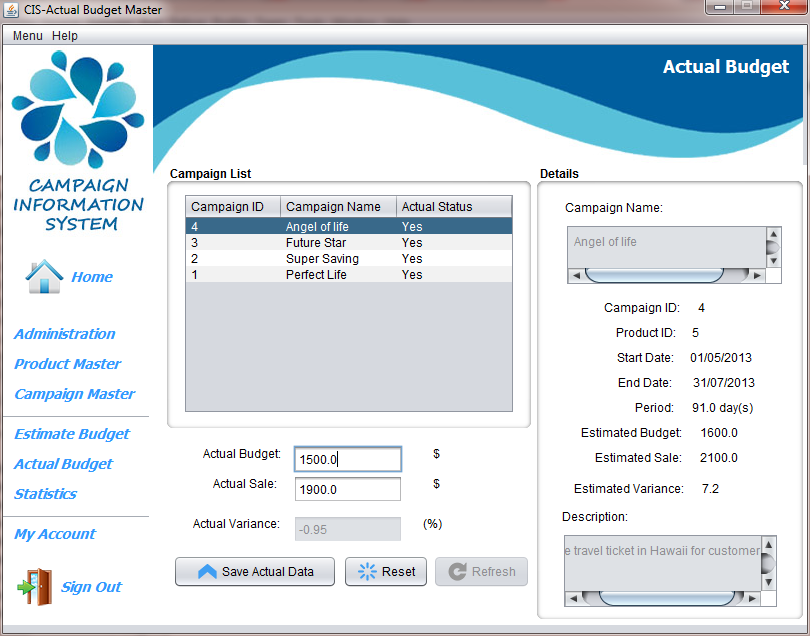 CIS-Actual Budget Master
Menu Help
Actual Budget
CAMPAIGN
INFORMATION
SYSTEM
Home
Administration
Product Master
Campaign Master
Estimate Budget
Actual Budget
Statistics
My Account
Sign Out
Campaign List
Campaign ID Campaign Name Actual Status
4 Angel of life Yes
3 Future Star Yes
2 Super Saving Yes
1 Perfect Life Yes
Actual Budget: 1500.0 $
Actual Sale: 1900.0 $
Actual Variance: -0.95 (%)
Save Actual Data Reset Refresh
Details
Campaign Name:
Angel of life
Campaign ID: 4
Product ID: 5
Start Date: 01/05/2013
End Date: 31/07/2013
Period: 91.0 day(s)
Estimated Budget: 1600.0
Estimated Sale: 2100.0
Estimated Variance: 7.2
Description:
e travel ticket in Hawaii for customer